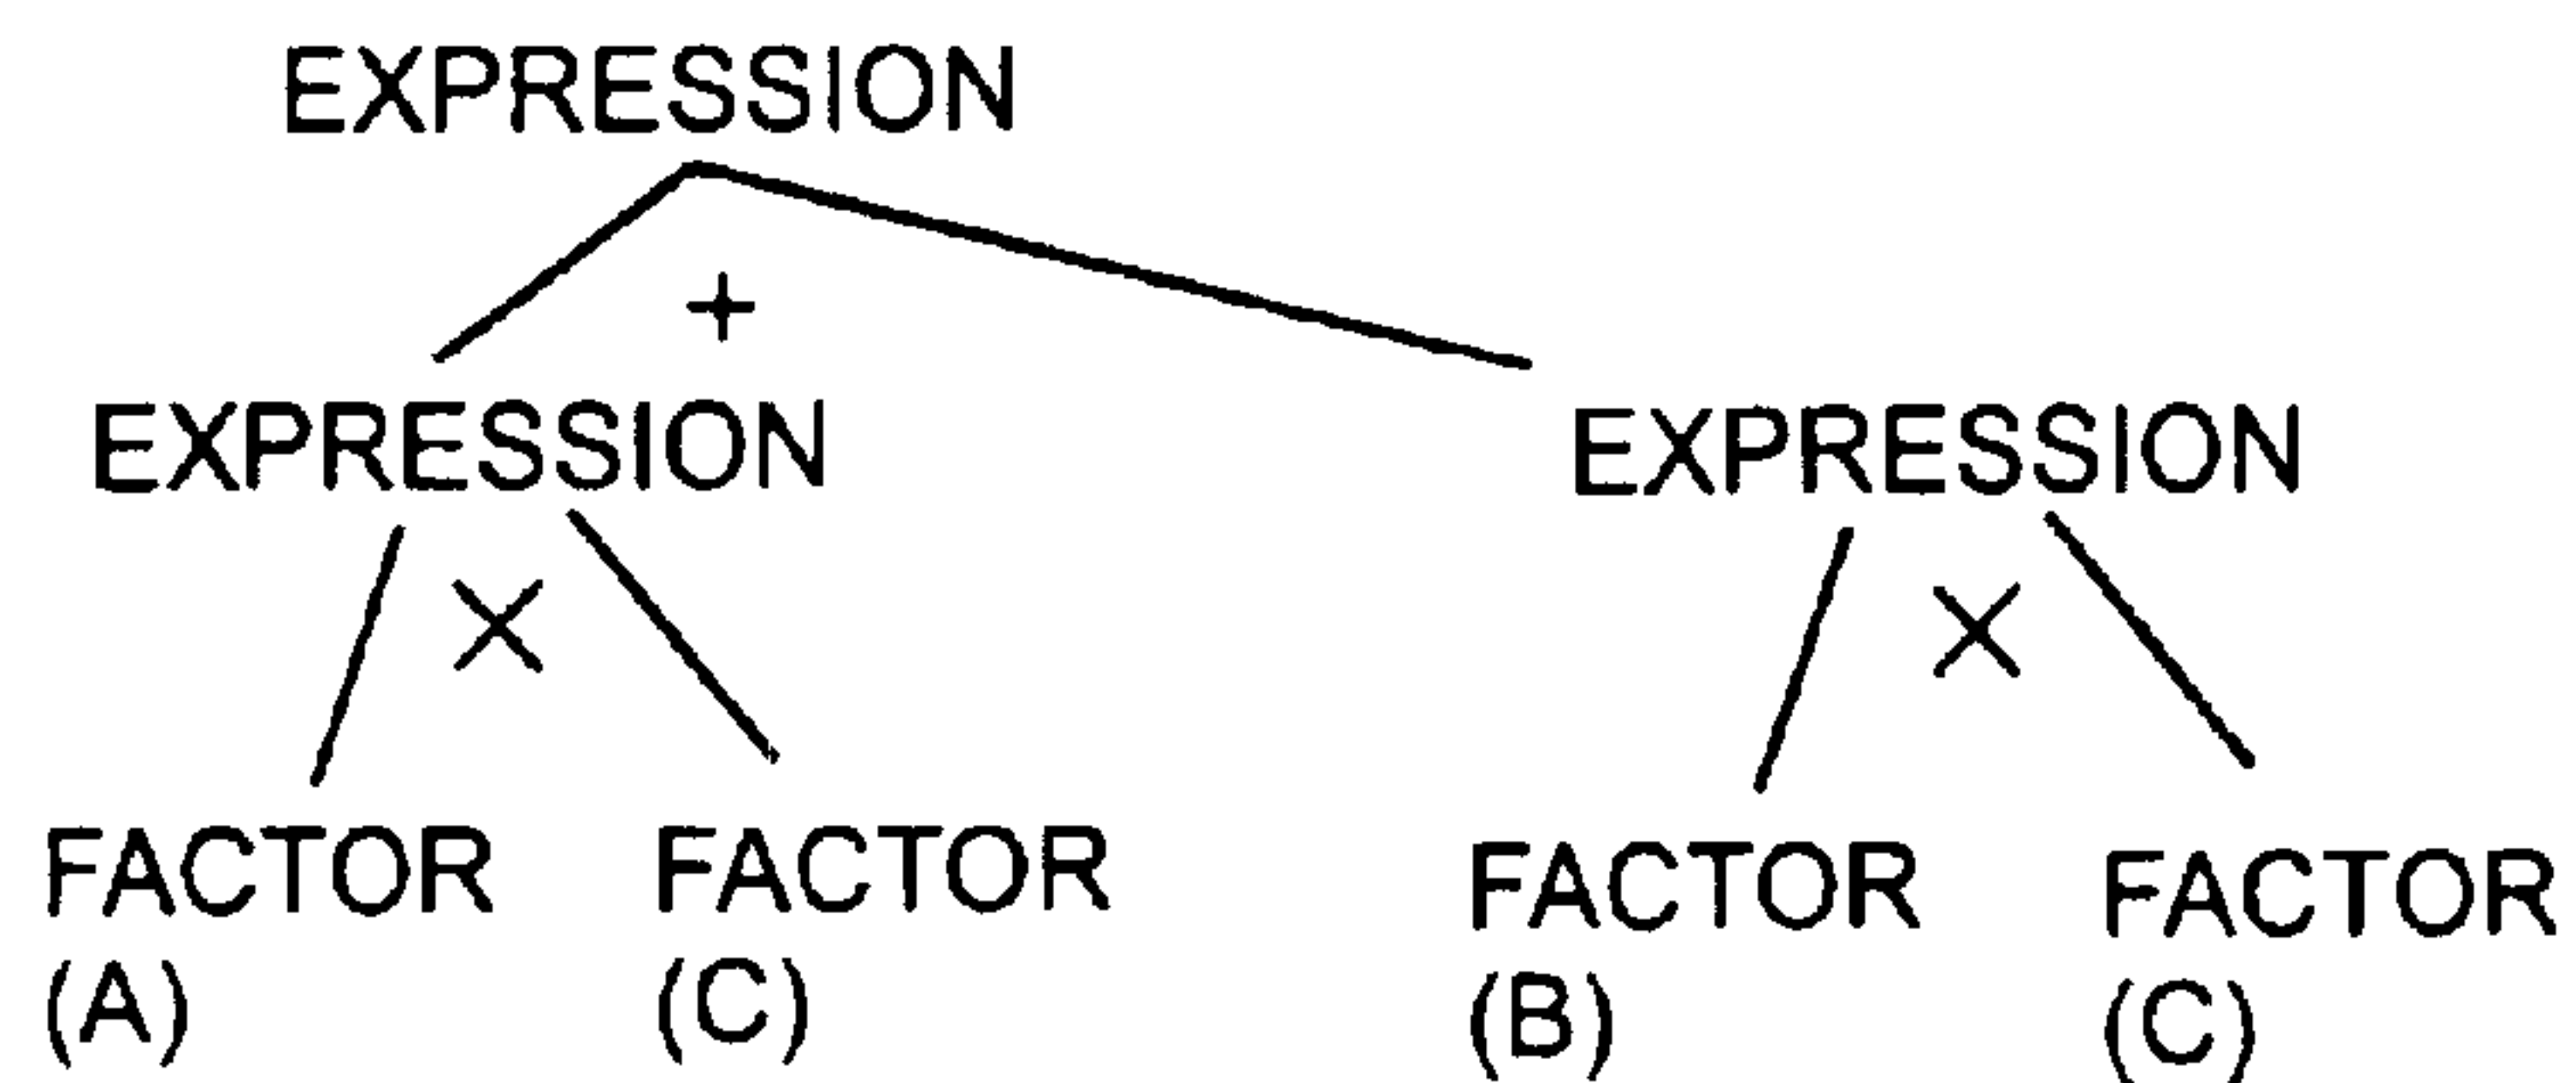 EXPRESSION
+
EXPRESSION EXPRESSION
× ×
FACTOR FACTOR FACTOR FACTOR
(A) (C) (B) (C)